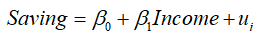 Saving = β₀ + β₁Income + uᵢ